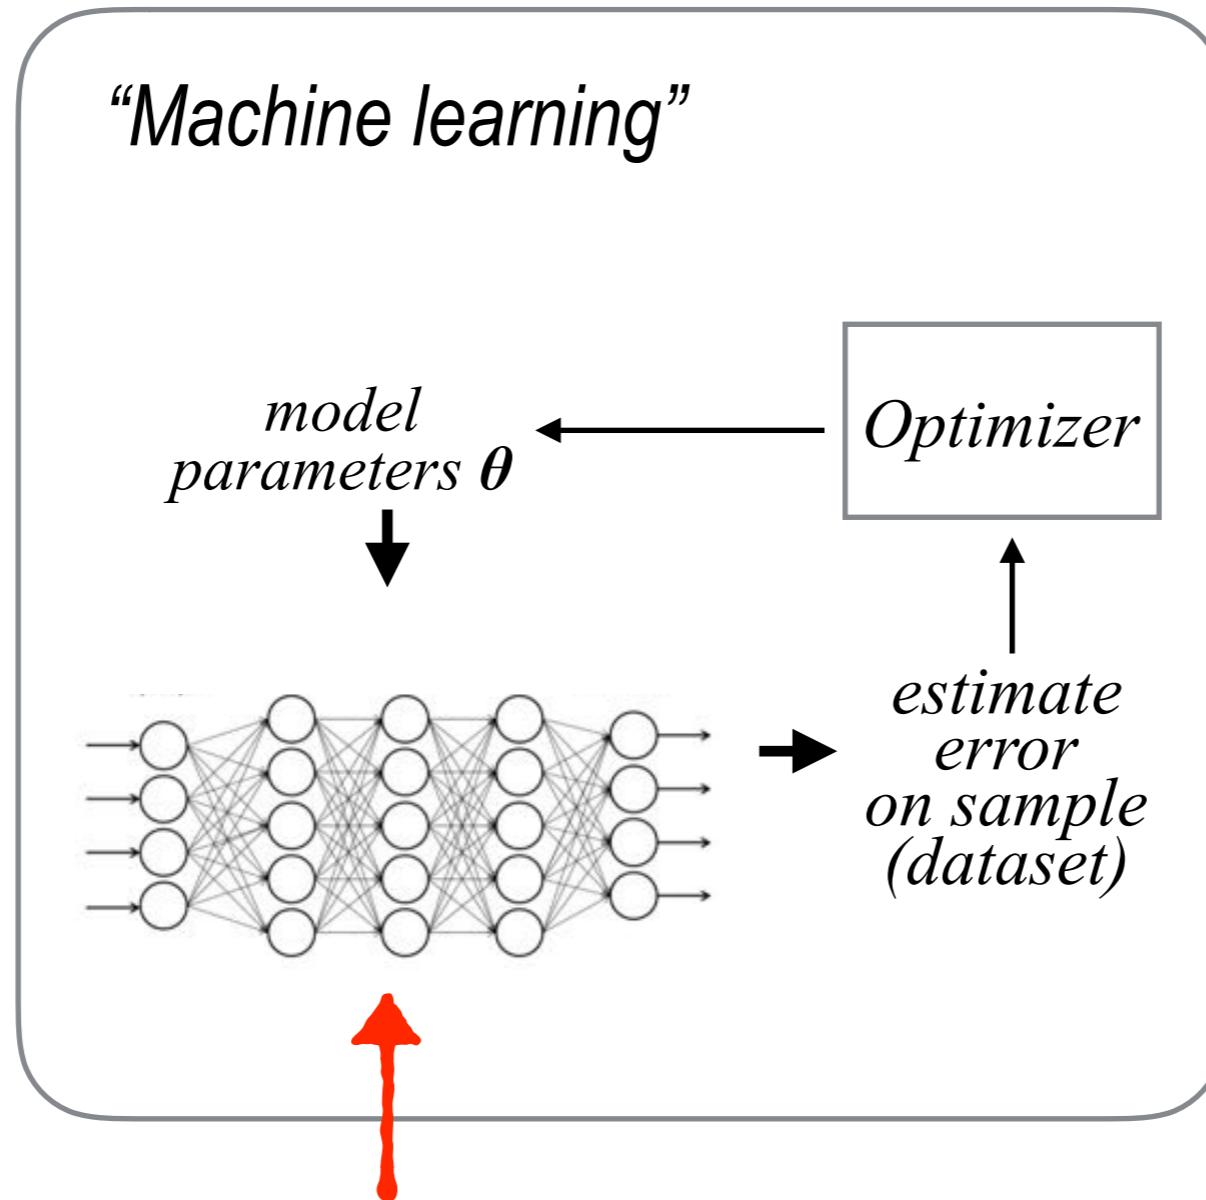 “Machine learning”
model
parameters θ
Optimizer
estimate
error
on sample
(dataset)